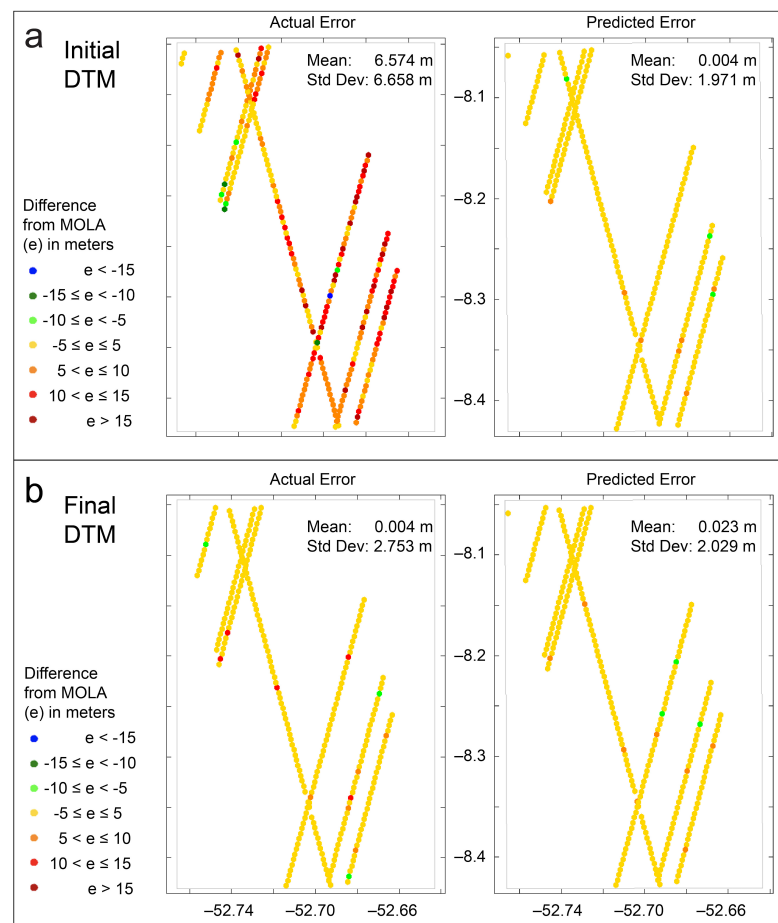 a
Initial
DTM
Actual Error
Predicted Error
Mean: 6.574 m
Std Dev: 6.658 m
Mean: 0.004 m
Std Dev: 1.971 m
−8.1
−8.2
−8.3
−8.4
Difference
from MOLA
(e) in meters
e < -15
-15 ≤ e < -10
-10 ≤ e < -5
-5 ≤ e ≤ 5
5 < e ≤ 10
10 < e ≤ 15
e > 15
b
Final
DTM
Actual Error
Predicted Error
Mean: 0.004 m
Std Dev: 2.753 m
Mean: 0.023 m
Std Dev: 2.029 m
−8.1
−8.2
−8.3
−8.4
Difference
from MOLA
(e) in meters
e < -15
-15 ≤ e < -10
-10 ≤ e < -5
-5 ≤ e ≤ 5
5 < e ≤ 10
10 < e ≤ 15
e > 15
−52.74 −52.70 −52.66
−52.74 −52.70 −52.66